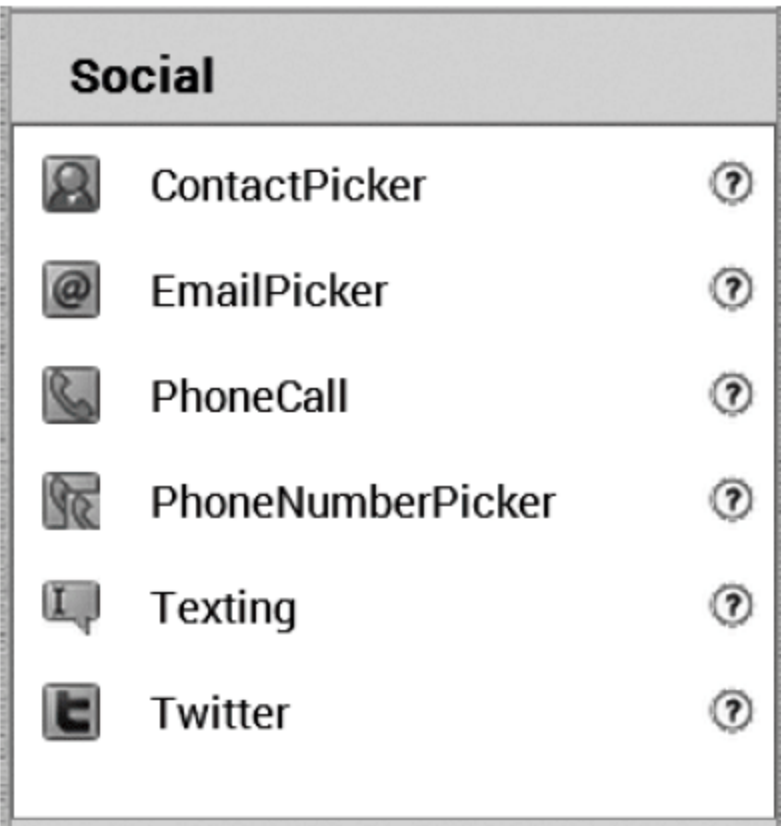 Social
ContactPicker
EmailPicker
PhoneCall
PhoneNumberPicker
Texting
Twitter